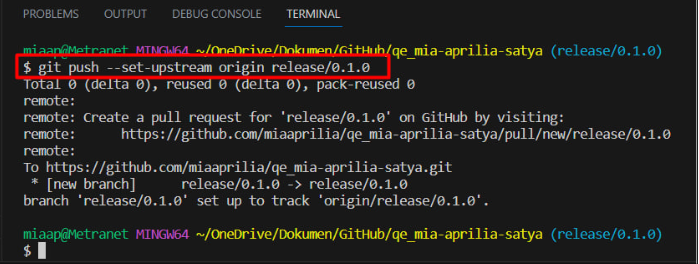 PROBLEMS OUTPUT DEBUG CONSOLE TERMINAL
miaap@Metranet MINGW64 ~/OneDrive/Dokumen/GitHub/qe_mia-aprilia-satya (release/0.1.0)
$ git push --set-upstream origin release/0.1.0
Total 0 (delta 0), reused 0 (delta 0), pack-reused 0
remote:
remote: Create a pull request for 'release/0.1.0' on GitHub by visiting:
remote:      https://github.com/miaaprilia/qe_mia-aprilia-satya/pull/new/release/0.1.0
remote:
To https://github.com/miaaprilia/qe_mia-aprilia-satya.git
 * [new branch]      release/0.1.0 -> release/0.1.0
branch 'release/0.1.0' set up to track 'origin/release/0.1.0'.
miaap@Metranet MINGW64 ~/OneDrive/Dokumen/GitHub/qe_mia-aprilia-satya (release/0.1.0)
$